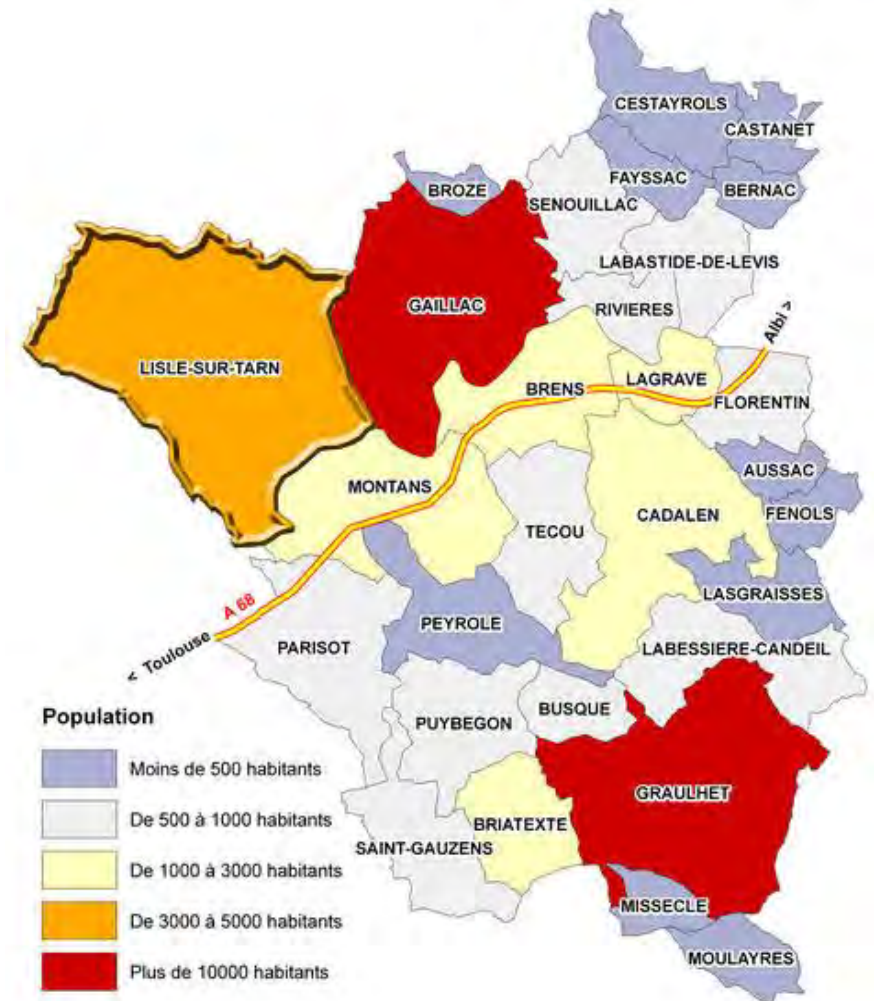 CESTAYROLS
CASTANET
FAYSSAC
BERNAC
BROZE
SENOUILLAC
LABASTIDE-DE-LEVIS
GAILLAC
RIVIERES
Albi >
LISLE-SUR-TARN
BRENS
LAGRAVE
FLORENTIN
AUSSAC
MONTANS
CADALEN
FENOLS
TECOU
LASGRAISSES
A 68
PEYROLE
< Toulouse
PARISOT
LABESSIERE-CANDEIL
BUSQUE
PUYBEGON
GRAULHET
BRIATEXTE
SAINT-GAUZENS
MISSECLE
MOULAYRES
Population
Moins de 500 habitants
De 500 à 1000 habitants
De 1000 à 3000 habitants
De 3000 à 5000 habitants
Plus de 10000 habitants